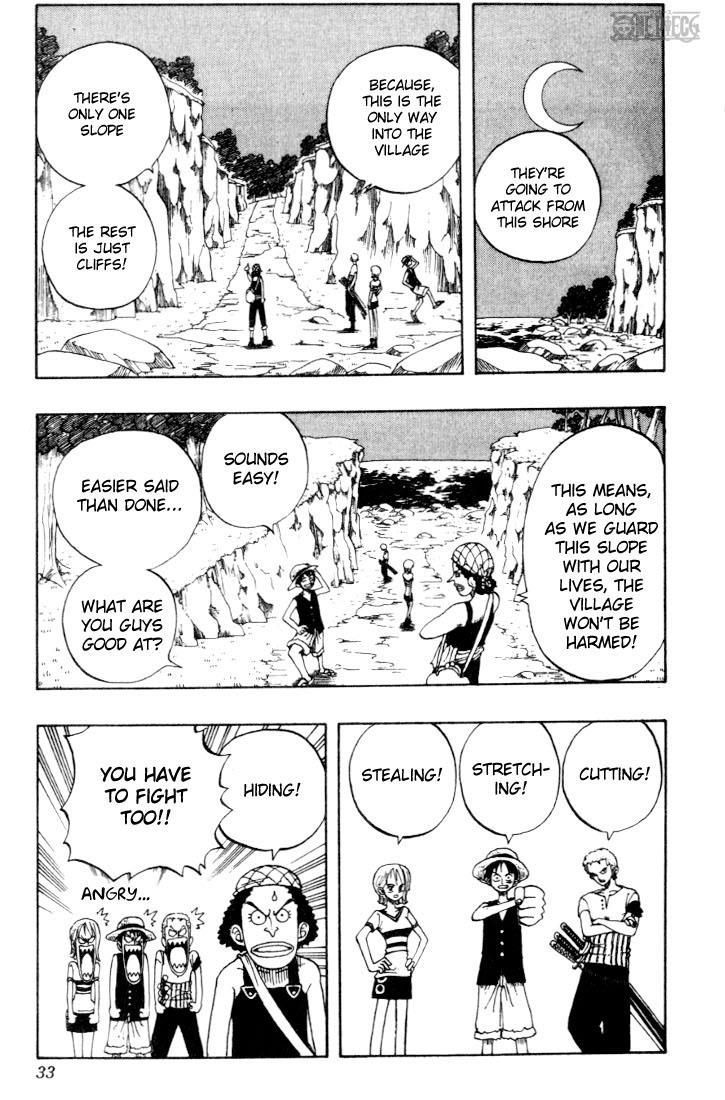 THEY'RE
GOING TO
ATTACK FROM
THIS SHORE
BECAUSE,
THIS IS THE
ONLY WAY
INTO THE
VILLAGE
THERE'S
ONLY ONE
SLOPE
THE REST
IS JUST
CLIFFS!
THIS MEANS,
AS LONG
AS WE GUARD
THIS SLOPE
WITH OUR
LIVES, THE
VILLAGE
WON'T BE
HARMED!
SOUNDS
EASY!
EASIER SAID
THAN DONE...
WHAT ARE
YOU GUYS
GOOD AT?
CUTTING!
STRETCH-
ING!
STEALING!
HIDING!
YOU HAVE
TO FIGHT
TOO!!
ANGRY...
33